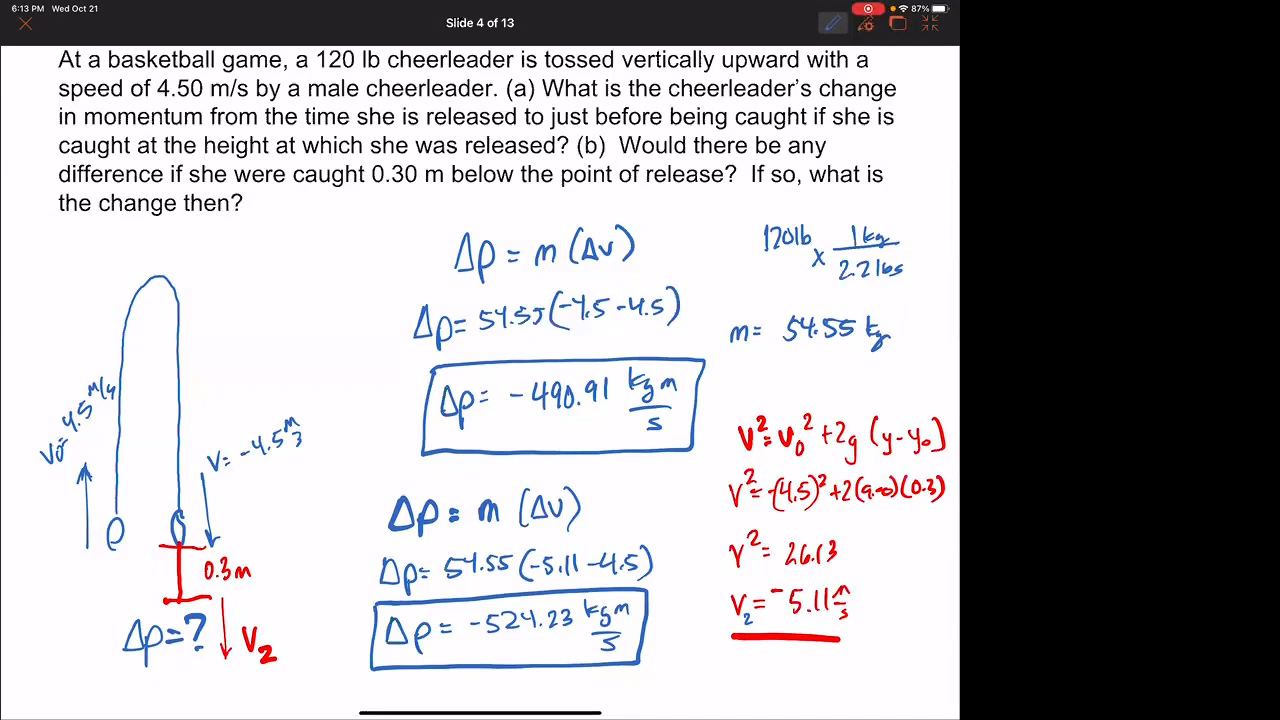 6:13 PM Wed Oct 21
87%
Slide 4 of 13
At a basketball game, a 120 lb cheerleader is tossed vertically upward with a
speed of 4.50 m/s by a male cheerleader. (a) What is the cheerleader's change
in momentum from the time she is released to just before being caught if she is
caught at the height at which she was released? (b) Would there be any
difference if she were caught 0.30 m below the point of release? If so, what is
the change then?
Δp = m (Δv)
120lb x 1kg / 2.2 lbs
Δp = 54.55 (-4.5 - 4.5)
m = 54.55 kg
Δp = -490.91 kg m / s
4.5 m/s
V = -4.5 m
V² = V₀² + 2g (y - y₀)
V² = (4.5)² + 2 (0.3)
Δp = m (Δv)
V² = 26.13
Δp = 54.55 (-5.11 - 4.5)
0.3m
V₂ = -5.11 m/s
Δp = -524.23 kg m / s
Δp = ?
V₂